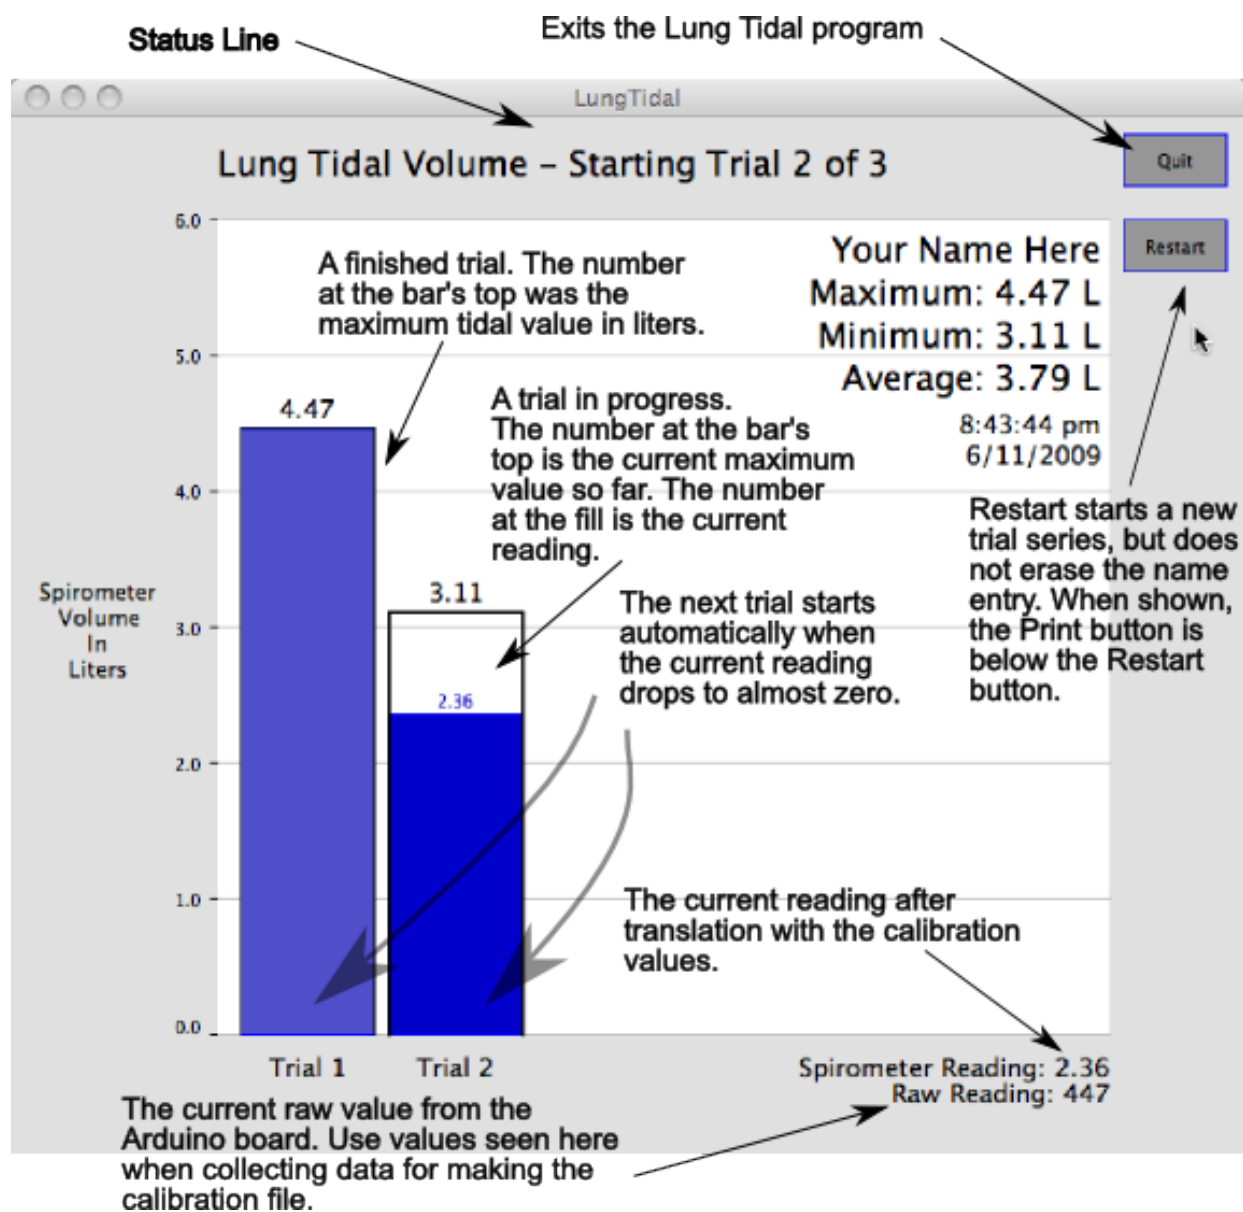 Status Line
Exits the Lung Tidal program
LungTidal
Lung Tidal Volume – Starting Trial 2 of 3
Quit
Restart
6.0
5.0
4.0
3.0
2.0
1.0
0.0
Spirometer
Volume
In
Liters
A finished trial. The number
at the bar's top was the
maximum tidal value in liters.
Your Name Here
Maximum: 4.47 L
Minimum: 3.11 L
Average: 3.79 L
8:43:44 pm
6/11/2009
4.47
A trial in progress.
The number at the bar's
top is the current maximum
value so far. The number
at the fill is the current
reading.
Restart starts a new
trial series, but does
not erase the name
entry. When shown,
the Print button is
below the Restart
button.
3.11
2.36
The next trial starts
automatically when
the current reading
drops to almost zero.
The current reading after
translation with the calibration
values.
Trial 1
Trial 2
Spirometer Reading: 2.36
Raw Reading: 447
The current raw value from the
Arduino board. Use values seen here
when collecting data for making the
calibration file.